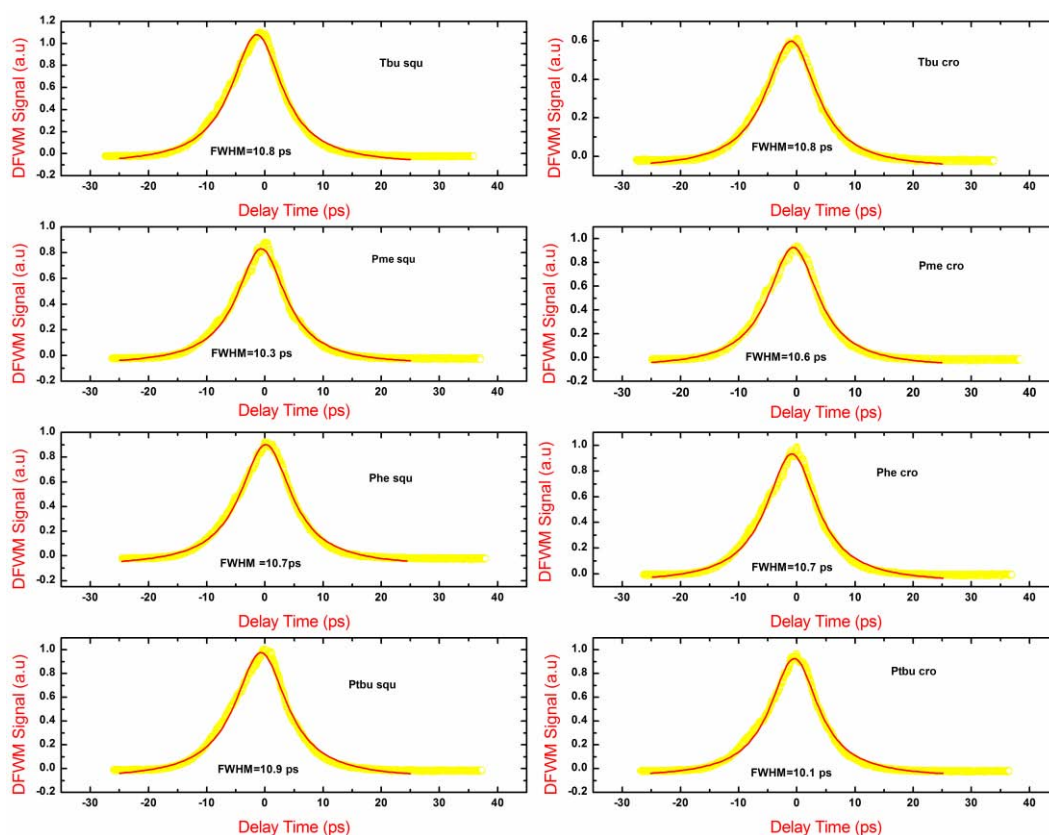 DFWM Signal (a.u)
1.2
1.0
0.8
0.6
0.4
0.2
0.0
-0.2
Tbu squ
FWHM=10.8 ps
-30 -20 -10 0 10 20 30 40
Delay Time (ps)
DFWM Signal (a.u)
0.6
0.4
0.2
0.0
Tbu cro
FWHM=10.8 ps
-30 -20 -10 0 10 20 30 40
Delay Time (ps)
DFWM Signal (a.u)
1.0
0.8
0.6
0.4
0.2
0.0
-0.2
Pme squ
FWHM=10.3 ps
-30 -20 -10 0 10 20 30 40
Delay Time (ps)
DFWM Signal (a.u)
1.0
0.8
0.6
0.4
0.2
0.0
-0.2
Pme cro
FWHM=10.6 ps
-30 -20 -10 0 10 20 30 40
Delay Time (ps)
DFWM Signal (a.u)
1.0
0.8
0.6
0.4
0.2
0.0
-0.2
Phe squ
FWHM =10.7ps
-30 -20 -10 0 10 20 30 40
Delay Time (ps)
DFWM Signal (a.u)
1.0
0.8
0.6
0.4
0.2
0.0
Phe cro
FWHM=10.7 ps
-30 -20 -10 0 10 20 30 40
Delay Time (ps)
DFWM Signal (a.u)
1.0
0.8
0.6
0.4
0.2
0.0
-0.2
Ptbu squ
FWHM=10.9 ps
-30 -20 -10 0 10 20 30 40
Delay Time (ps)
DFWM Signal (a.u)
1.0
0.8
0.6
0.4
0.2
0.0
-0.2
Ptbu cro
FWHM=10.1 ps
-30 -20 -10 0 10 20 30 40
Delay Time (ps)